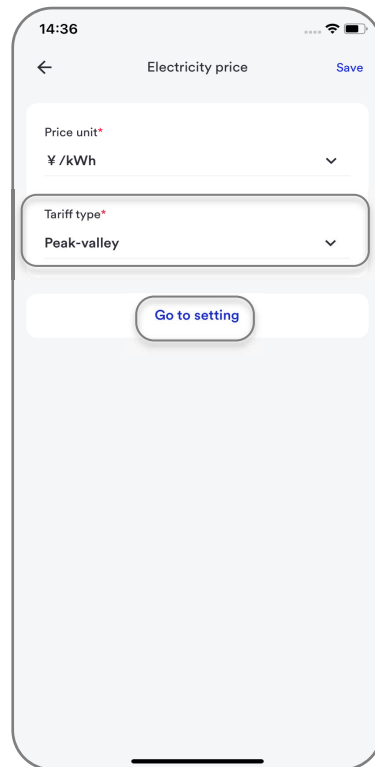 14:36
Electricity price
Save
Price unit*
¥/kWh
Tariff type*
Peak-valley
Go to setting